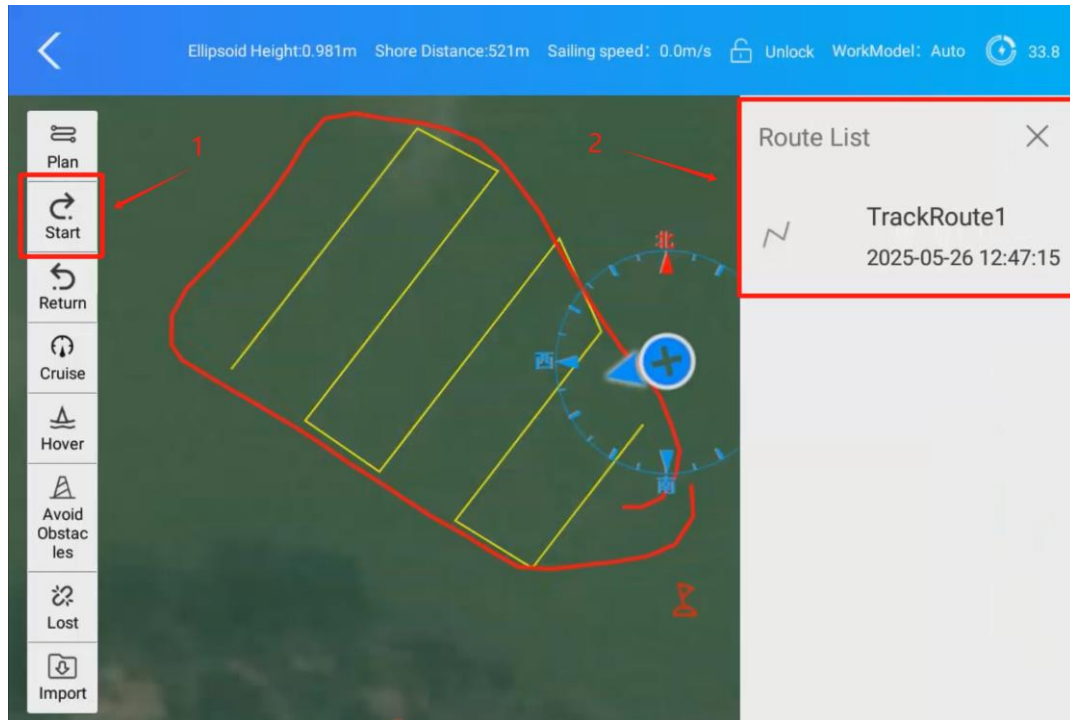 Ellipsoid Height:0.981m Shore Distance:521m Sailing speed：0.0m/s Unlock WorkModel：Auto 33.8
Plan
Start
Return
Cruise
Hover
Avoid
Obstac
les
Lost
Import
1
北
西
南
2
Route List
TrackRoute1
2025-05-26 12:47:15